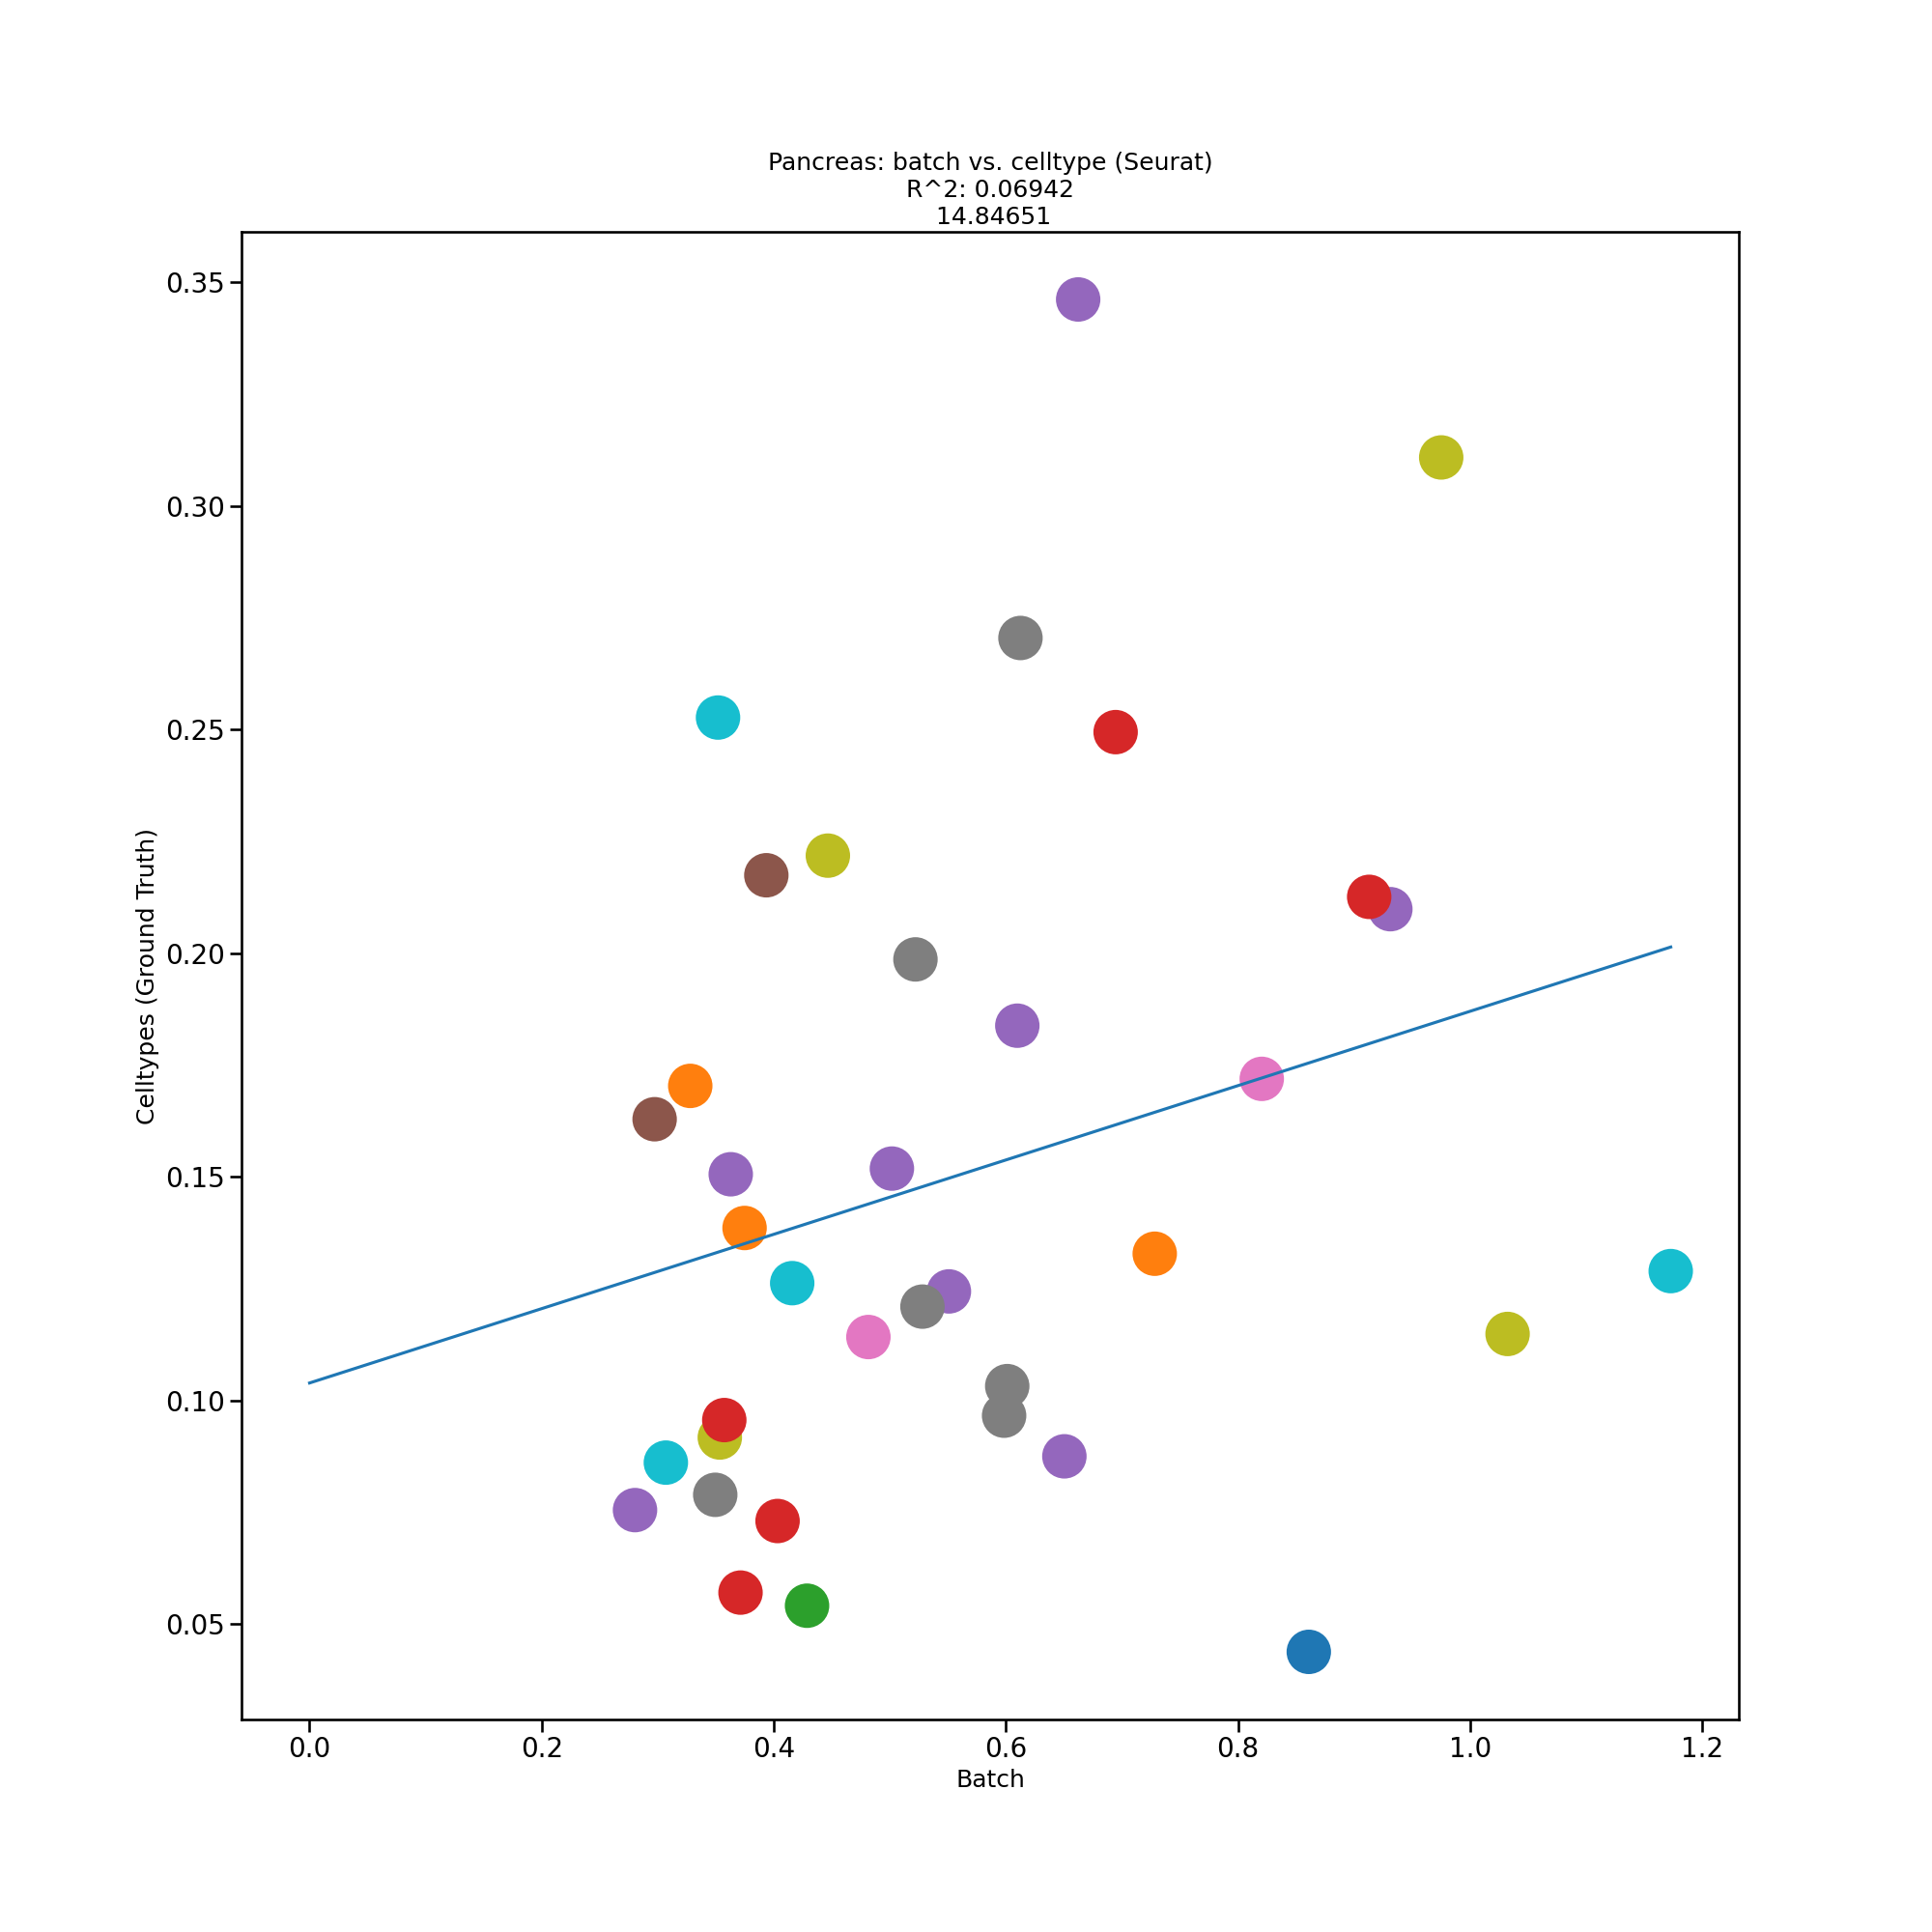 Pancreas: batch vs. celltype (Seurat)
R^2: 0.06942
14.84651
0.35
0.30
0.25
0.20
0.15
0.10
0.05
Celltypes (Ground Truth)
0.0 0.2 0.4 0.6 0.8 1.0 1.2
Batch